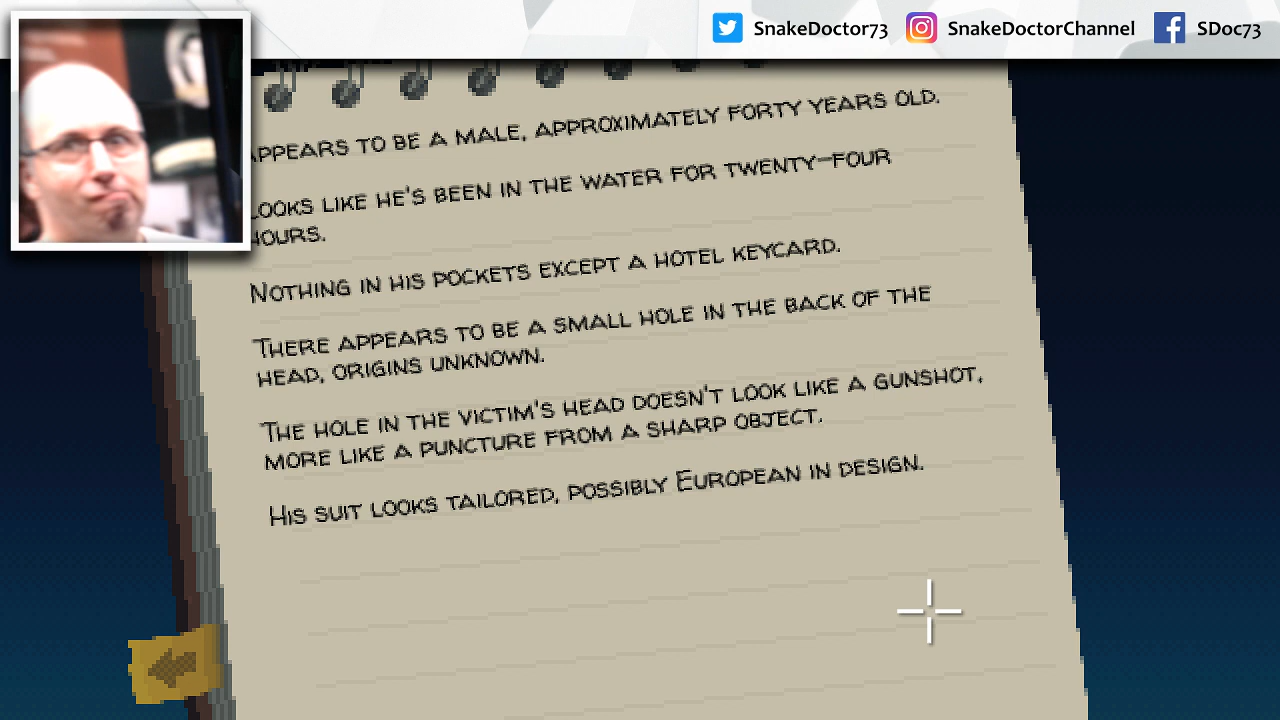 SnakeDoctor73 SnakeDoctorChannel SDoc73
APPEARS TO BE A MALE, APPROXIMATELY FORTY YEARS OLD.
LOOKS LIKE HE'S BEEN IN THE WATER FOR TWENTY-FOUR
HOURS.
NOTHING IN HIS POCKETS EXCEPT A HOTEL KEYCARD.
THERE APPEARS TO BE A SMALL HOLE IN THE BACK OF THE
HEAD, ORIGINS UNKNOWN.
THE HOLE IN THE VICTIM'S HEAD DOESN'T LOOK LIKE A GUNSHOT,
MORE LIKE A PUNCTURE FROM A SHARP OBJECT.
HIS SUIT LOOKS TAILORED, POSSIBLY EUROPEAN IN DESIGN.